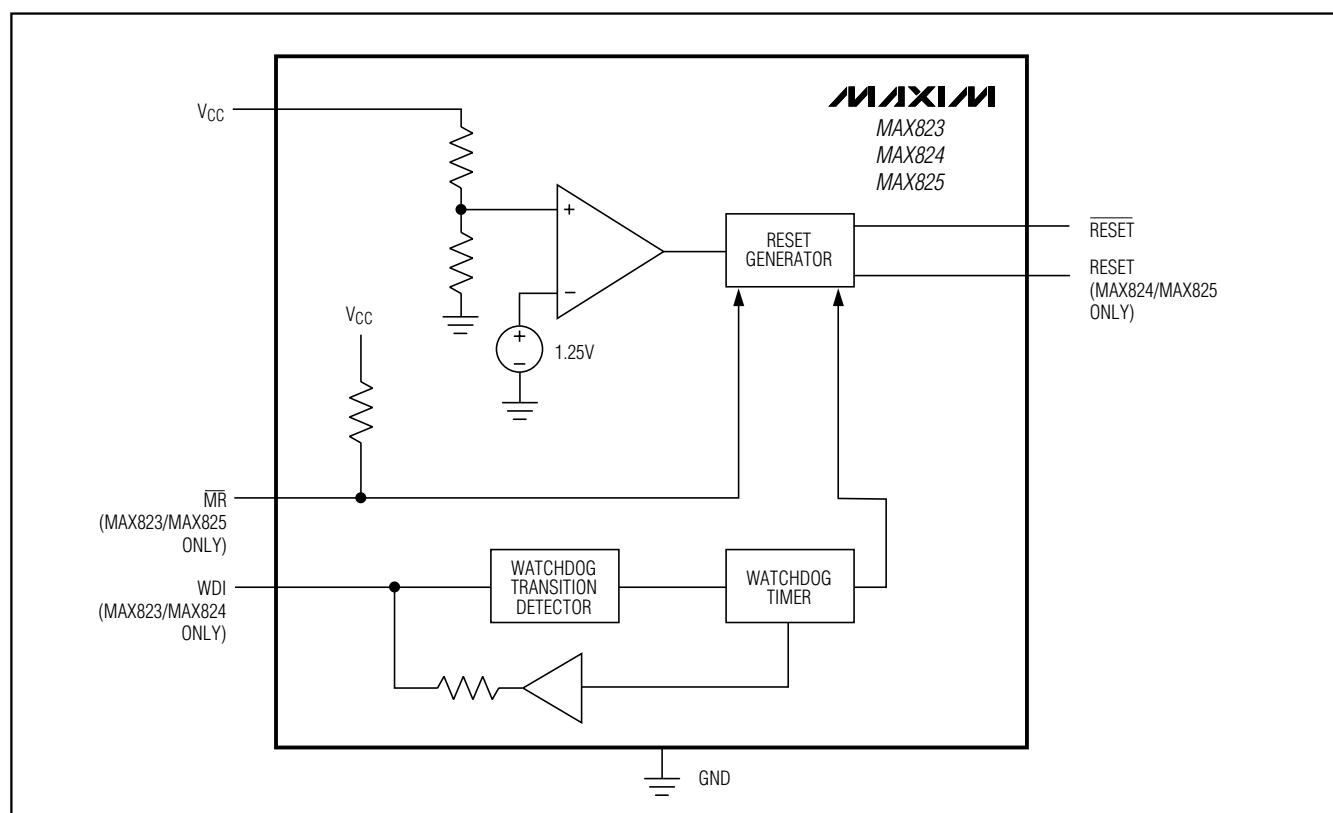 VCC
MAXIM
MAX823
MAX824
MAX825
+
RESET
GENERATOR
RESET
RESET
(MAX824/MAX825
ONLY)
−
+
−
1.25V
VCC
MR
(MAX823/MAX825
ONLY)
WDI
(MAX823/MAX824
ONLY)
WATCHDOG
TRANSITION
DETECTOR
WATCHDOG
TIMER
GND